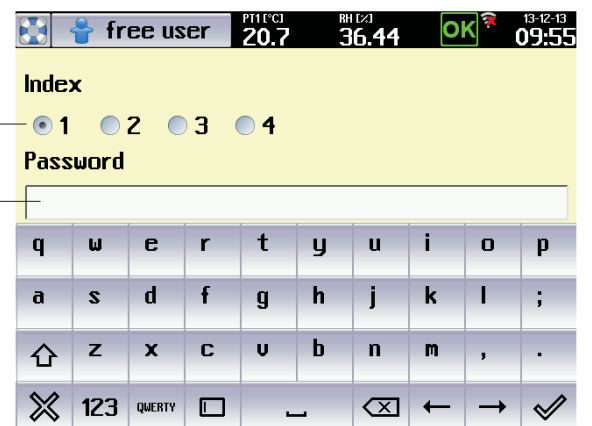 free user PT1 [°C] 20.7 RH [%] 36.44 OK 13-12-13 09:55
Index
1 2 3 4
Password
q w e r t y u i o p
a s d f g h j k l ;
z x c v b n m , .
123 QWERTY